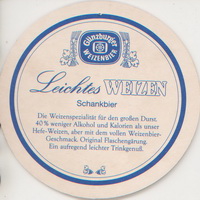 Günzburger
WEIZENBIER
Leichtes WEIZEN
Schankbier
Die Weizenspezialität für den großen Durst.
40% weniger Alkohol und Kalorien als unser
Hefe-Weizen, aber mit dem vollen Weizenbier-
Geschmack. Original Flaschengärung.
Ein aufregend leichter Trinkgenuß.